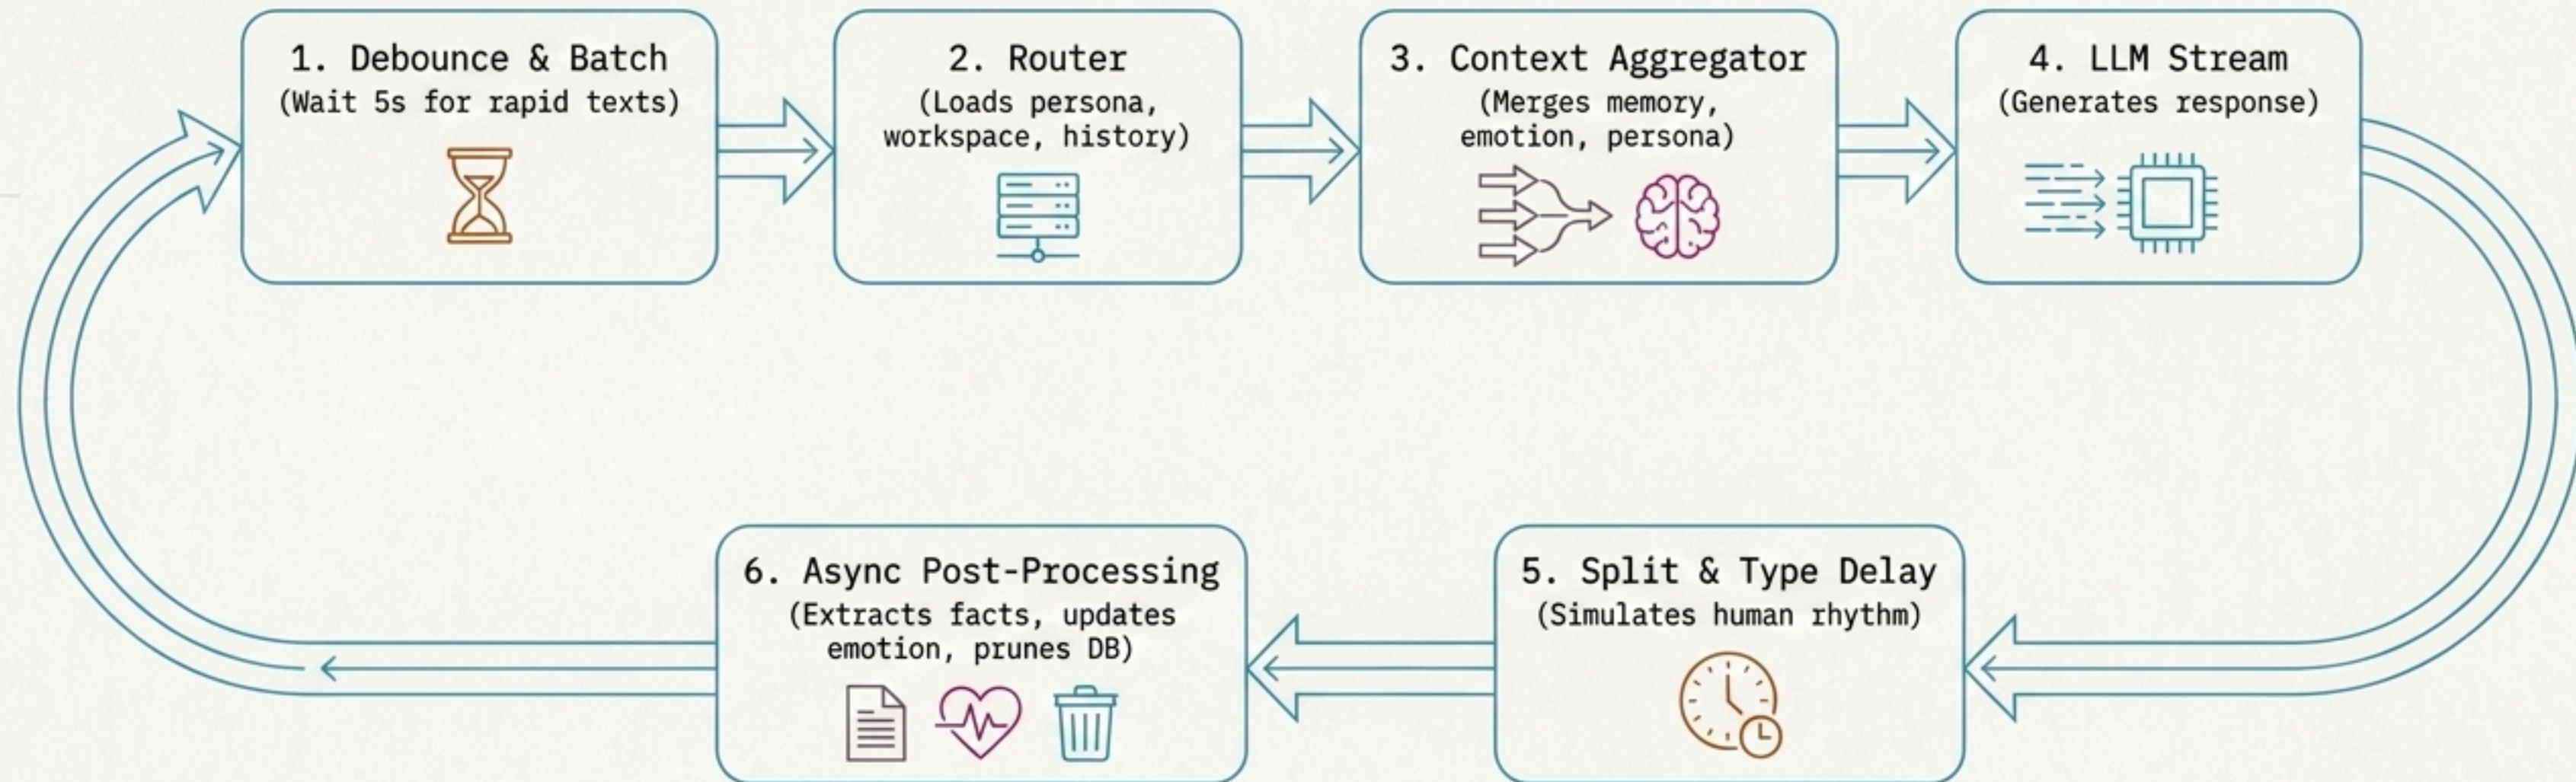 1. Debounce & Batch
(Wait 5s for rapid texts)
2. Router
(Loads persona,
workspace, history)
3. Context Aggregator
(Merges memory,
emotion, persona)
4. LLM Stream
(Generates response)
5. Split & Type Delay
(Simulates human rhythm)
6. Async Post-Processing
(Extracts facts, updates
emotion, prunes DB)